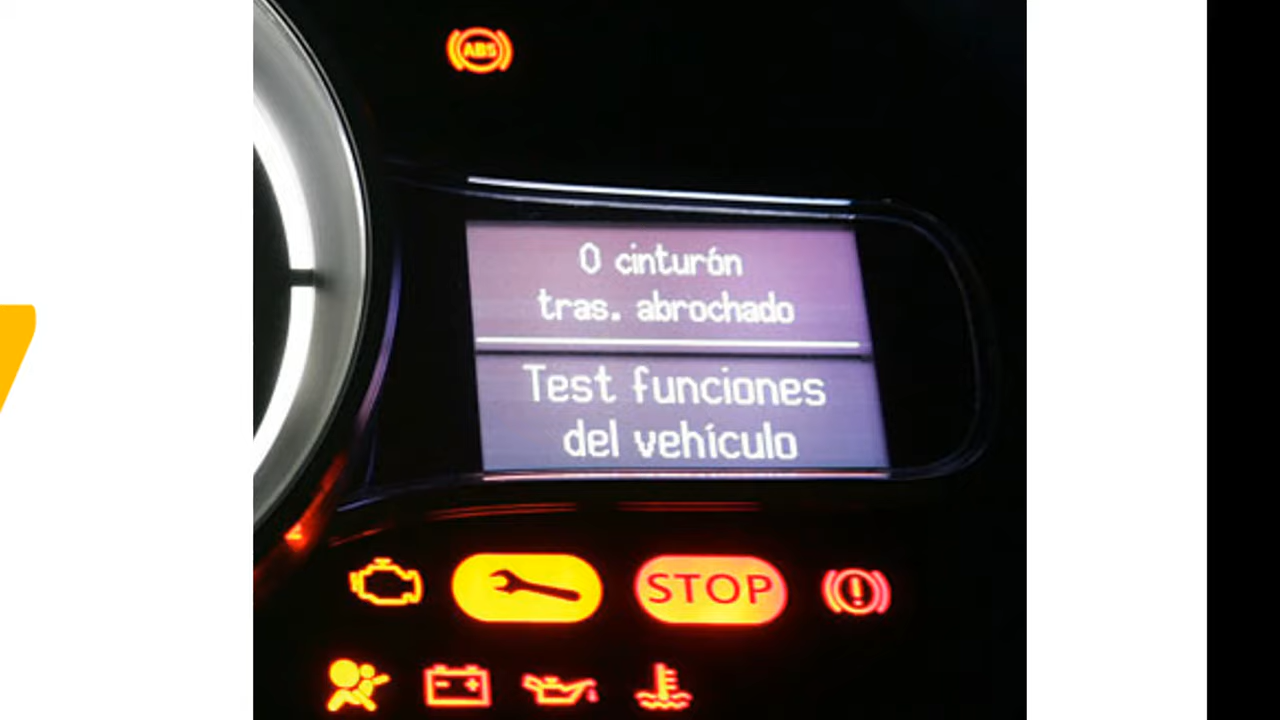 ABS
0 cinturón
tras. abrochado
Test funciones
del vehículo
STOP